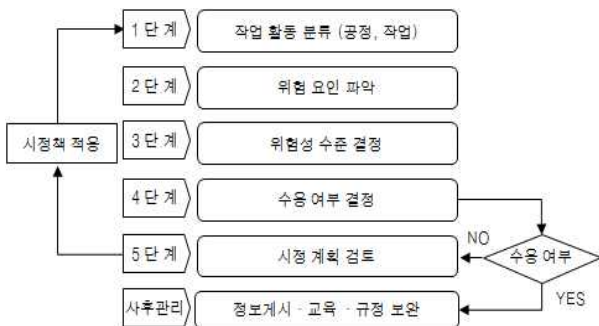 1 단 계
작업 활동 분류 (공정, 작업)
2 단 계
위험 요인 파악
시정책 적용
3 단 계
위험성 수준 결정
4 단 계
수용 여부 결정
NO
수용 여부
5 단 계
시정 계획 검토
YES
사후관리
정보게시 · 교육 · 규정 보완